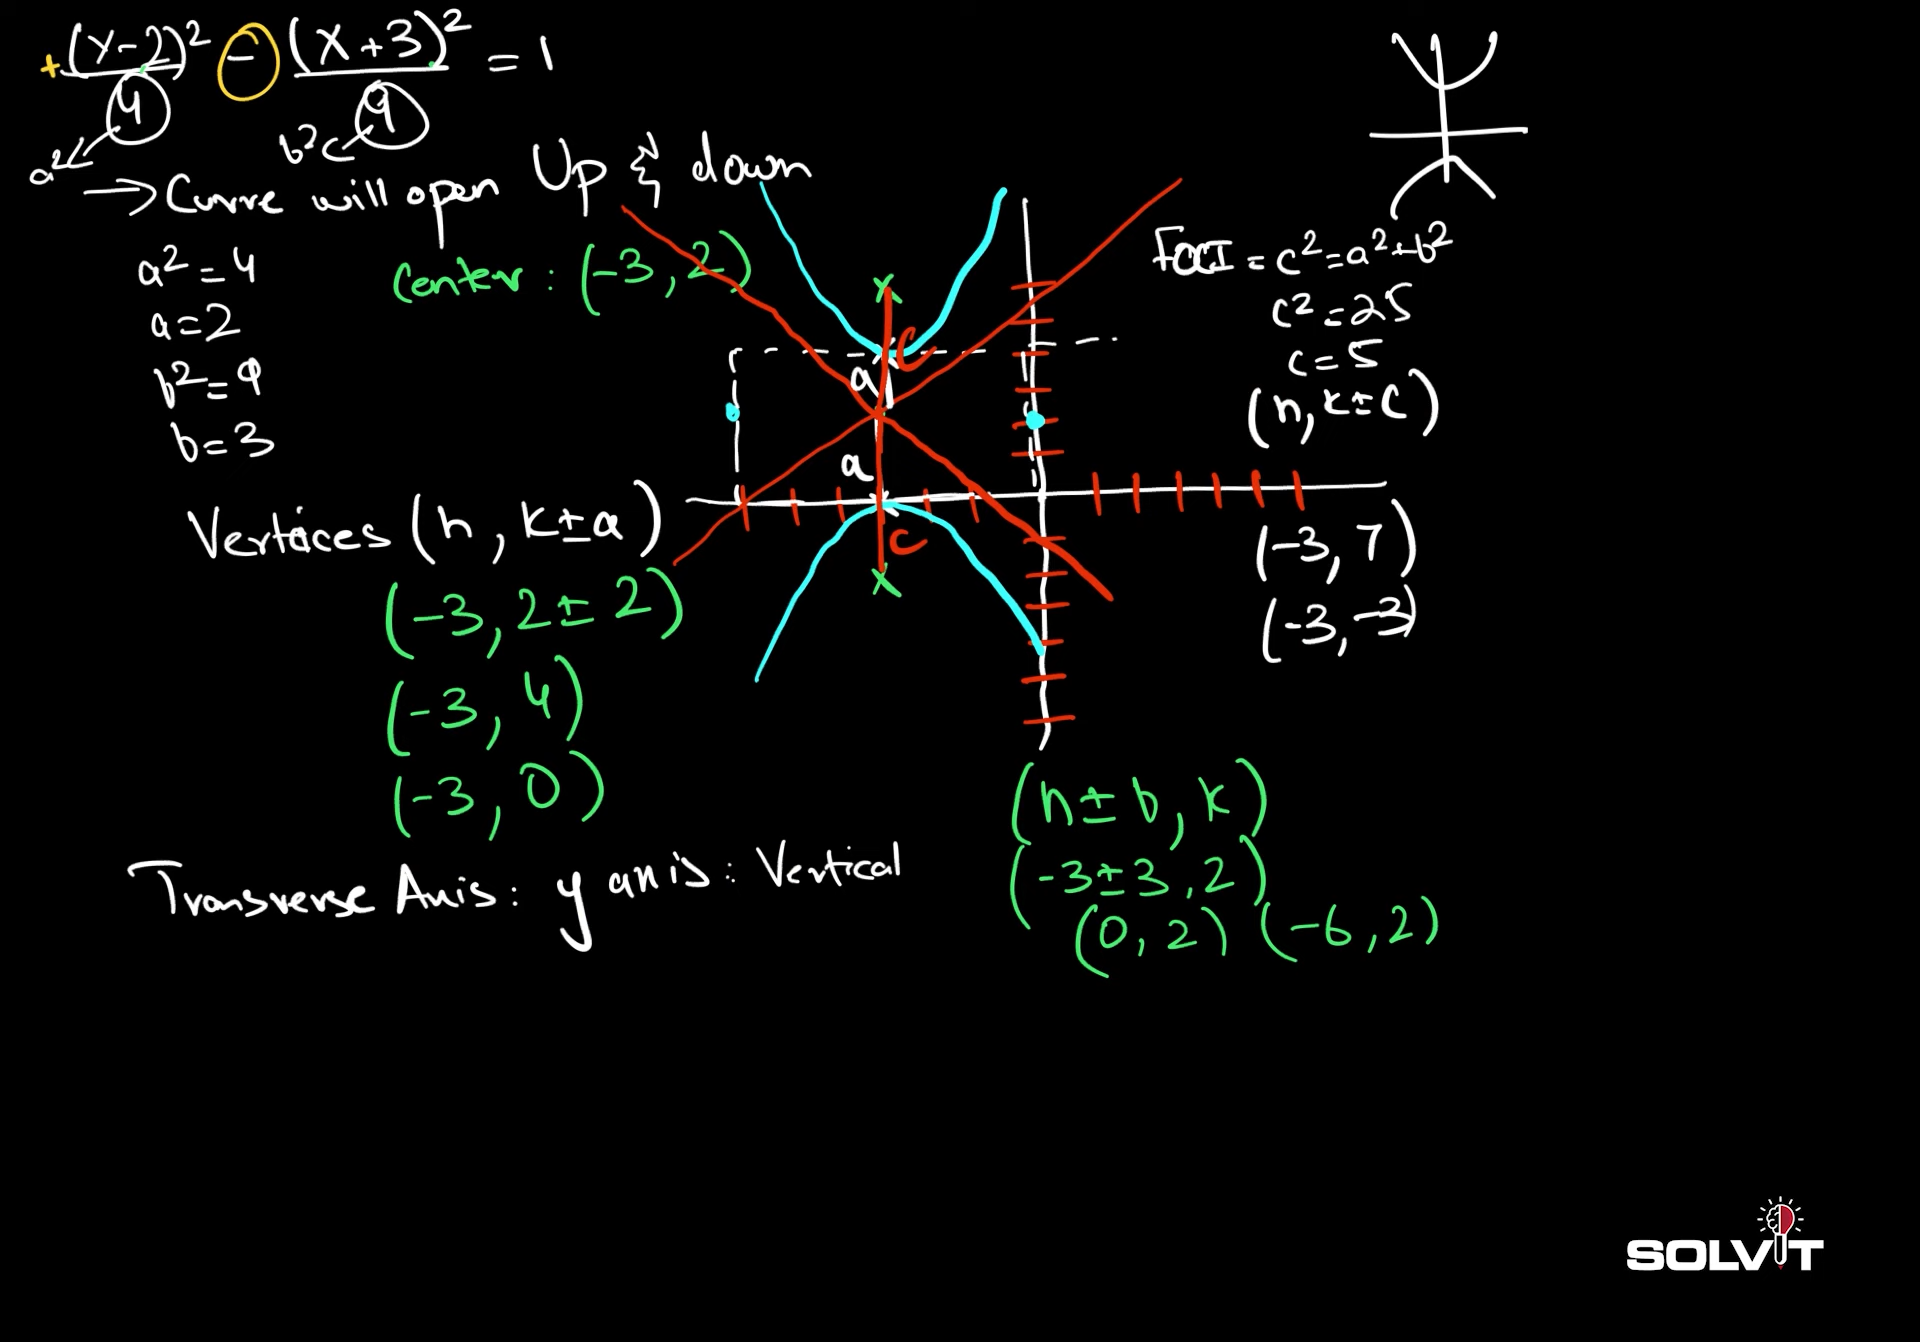 + (y-2)² / 4 - (x+3)² / 9 = 1
a² b²
→ Curve will open Up & down
a² = 4
a = 2
b² = 9
b = 3
Center : (-3, 2)
Vertices (h, k±a)
(-3, 2±2)
(-3, 4)
(-3, 0)
Transverse Axis: y axis: Vertical
x
c
a
a
c
x
FOCI = c² = a²+b²
c² = 25
c = 5
(h, k±c)
(-3, 7)
(-3, -3)
(h±b, k)
(-3±3, 2)
(0, 2) (-6, 2)
SOLVIT